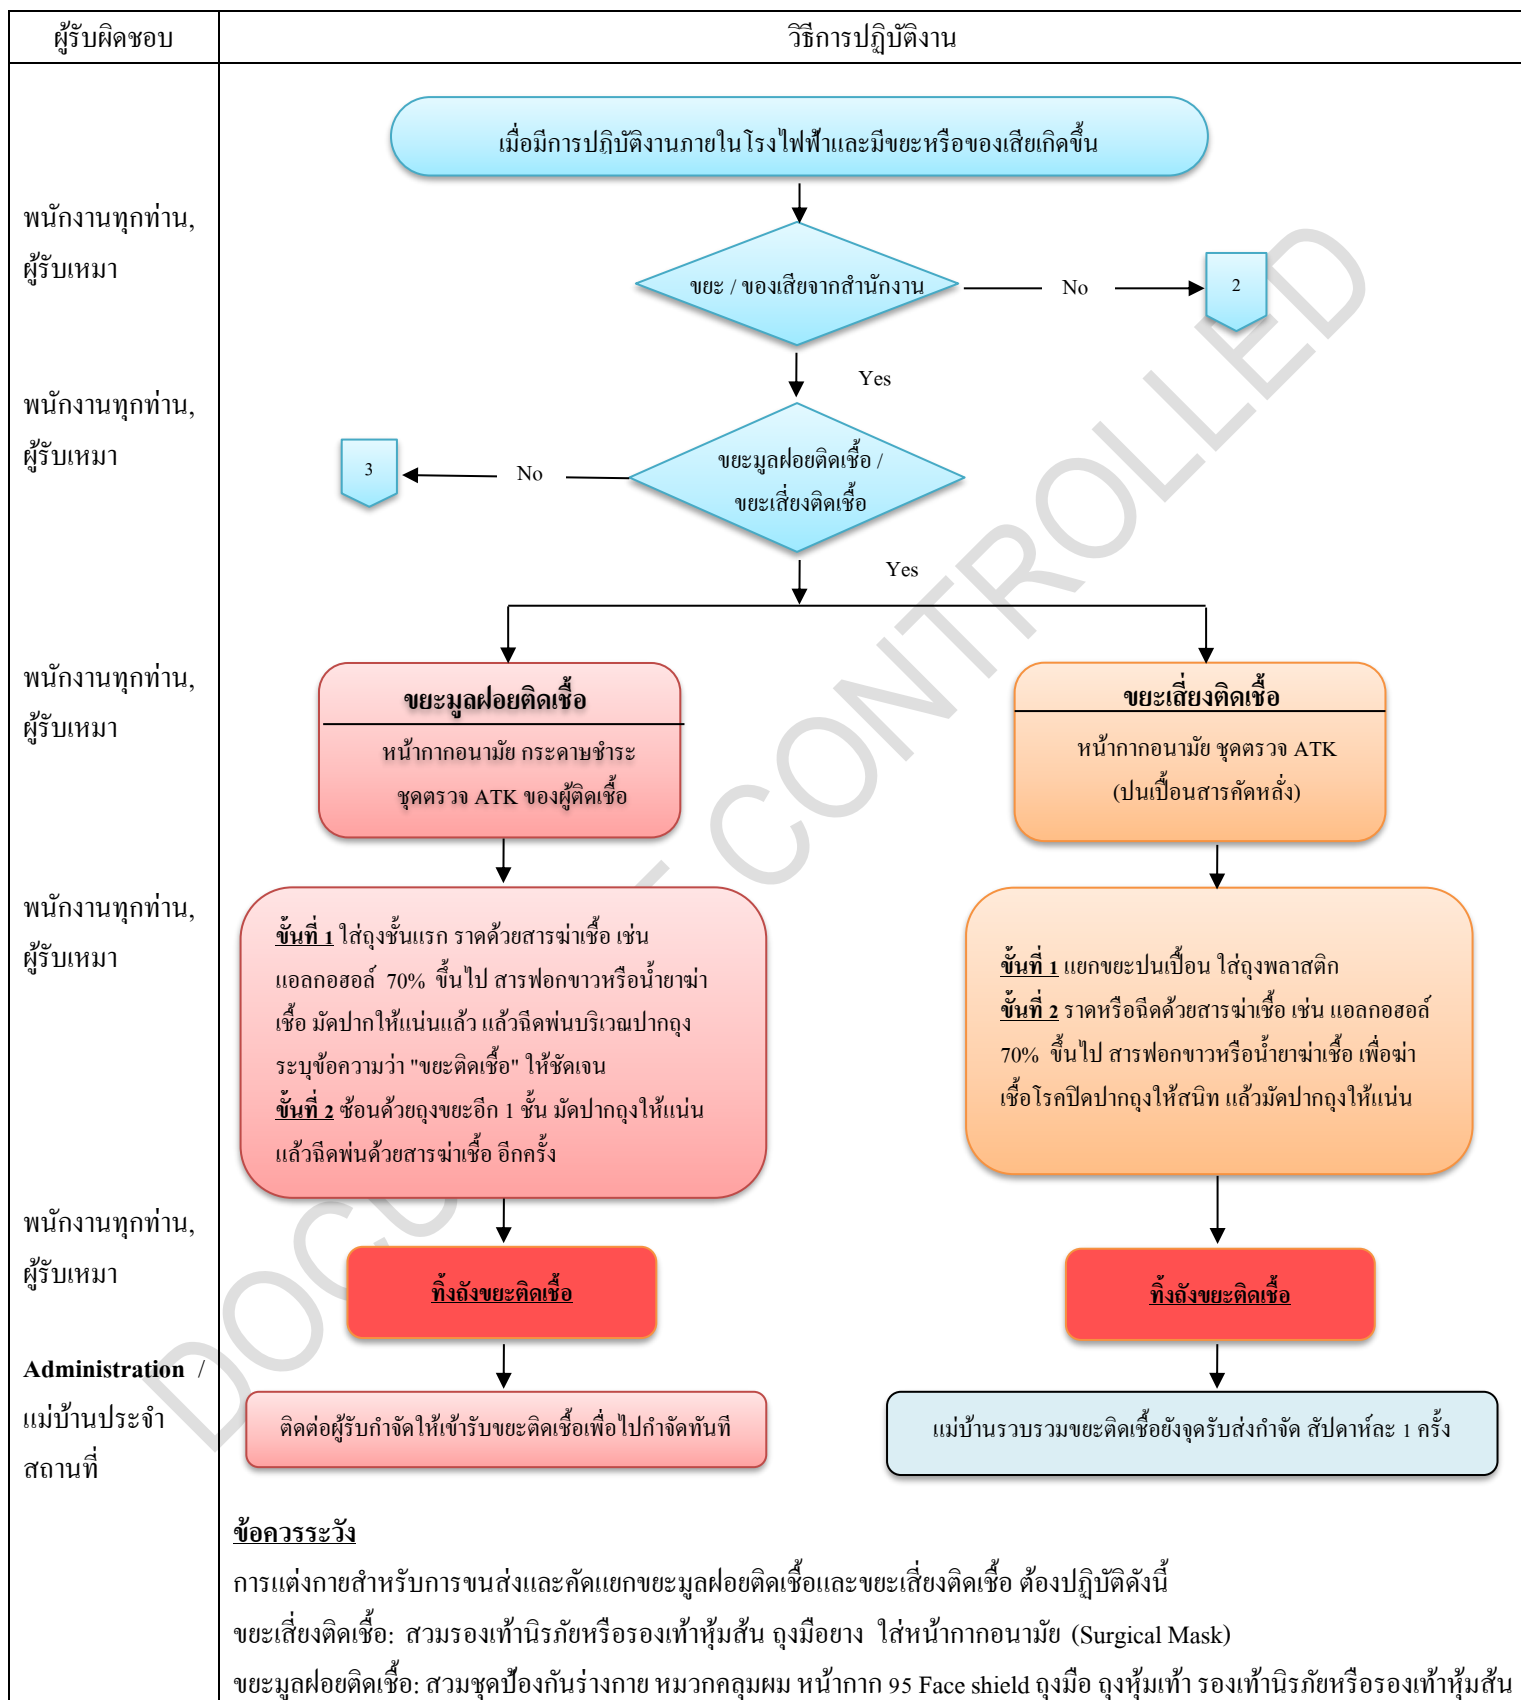 ผู้รับผิดชอบ
วิธีการปฏิบัติงาน
เมื่อมีการปฏิบัติงานภายในโรงไฟฟ้าและมีขยะหรือของเสียเกิดขึ้น
พนักงานทุกท่าน,
ผู้รับเหมา
ขยะ / ของเสียจากสำนักงาน
No
2
Yes
พนักงานทุกท่าน,
ผู้รับเหมา
ขยะมูลฝอยติดเชื้อ /
ขยะเสี่ยงติดเชื้อ
No
3
Yes
พนักงานทุกท่าน,
ผู้รับเหมา
ขยะมูลฝอยติดเชื้อ
หน้ากากอนามัย กระดาษชำระ
ชุดตรวจ ATK ของผู้ติดเชื้อ
ขยะเสี่ยงติดเชื้อ
หน้ากากอนามัย ชุดตรวจ ATK
(ปนเปื้อนสารคัดหลั่ง)
พนักงานทุกท่าน,
ผู้รับเหมา
ขั้นที่ 1 ใส่ถุงชั้นแรก ราดด้วยสารฆ่าเชื้อ เช่น
แอลกอฮอล์ 70% ขึ้นไป สารฟอกขาวหรือน้ำยาฆ่า
เชื้อ มัดปากให้แน่นแล้ว แล้วฉีดพ่นบริเวณปากถุง
ระบุข้อความว่า "ขยะติดเชื้อ" ให้ชัดเจน
ขั้นที่ 2 ซ้อนด้วยถุงขยะอีก 1 ชั้น มัดปากถุงให้แน่น
แล้วฉีดพ่นด้วยสารฆ่าเชื้อ อีกครั้ง
ขั้นที่ 1 แยกขยะปนเปื้อน ใส่ถุงพลาสติก
ขั้นที่ 2 ราดหรือฉีดด้วยสารฆ่าเชื้อ เช่น แอลกอฮอล์
70% ขึ้นไป สารฟอกขาวหรือน้ำยาฆ่าเชื้อ เพื่อฆ่า
เชื้อโรคปิดปากถุงให้สนิท แล้วมัดปากถุงให้แน่น
พนักงานทุกท่าน,
ผู้รับเหมา
ทิ้งถังขยะติดเชื้อ
ทิ้งถังขยะติดเชื้อ
Administration /
แม่บ้านประจำ
สถานที่
ติดต่อผู้รับกำจัดให้เข้ารับขยะติดเชื้อเพื่อไปกำจัดทันที
แม่บ้านรวบรวมขยะติดเชื้อยังจุดรับส่งกำจัด สัปดาห์ละ 1 ครั้ง
ข้อควรระวัง
การแต่งกายสำหรับการขนส่งและคัดแยกขยะมูลฝอยติดเชื้อและขยะเสี่ยงติดเชื้อ ต้องปฏิบัติดังนี้
ขยะเสี่ยงติดเชื้อ: สวมรองเท้านิรภัยหรือรองเท้าหุ้มส้น ถุงมือยาง ใส่หน้ากากอนามัย (Surgical Mask)
ขยะมูลฝอยติดเชื้อ: สวมชุดป้องกันร่างกาย หมวกคลุมผม หน้ากาก 95 Face shield ถุงมือ ถุงหุ้มเท้า รองเท้านิรภัยหรือรองเท้าหุ้มส้น